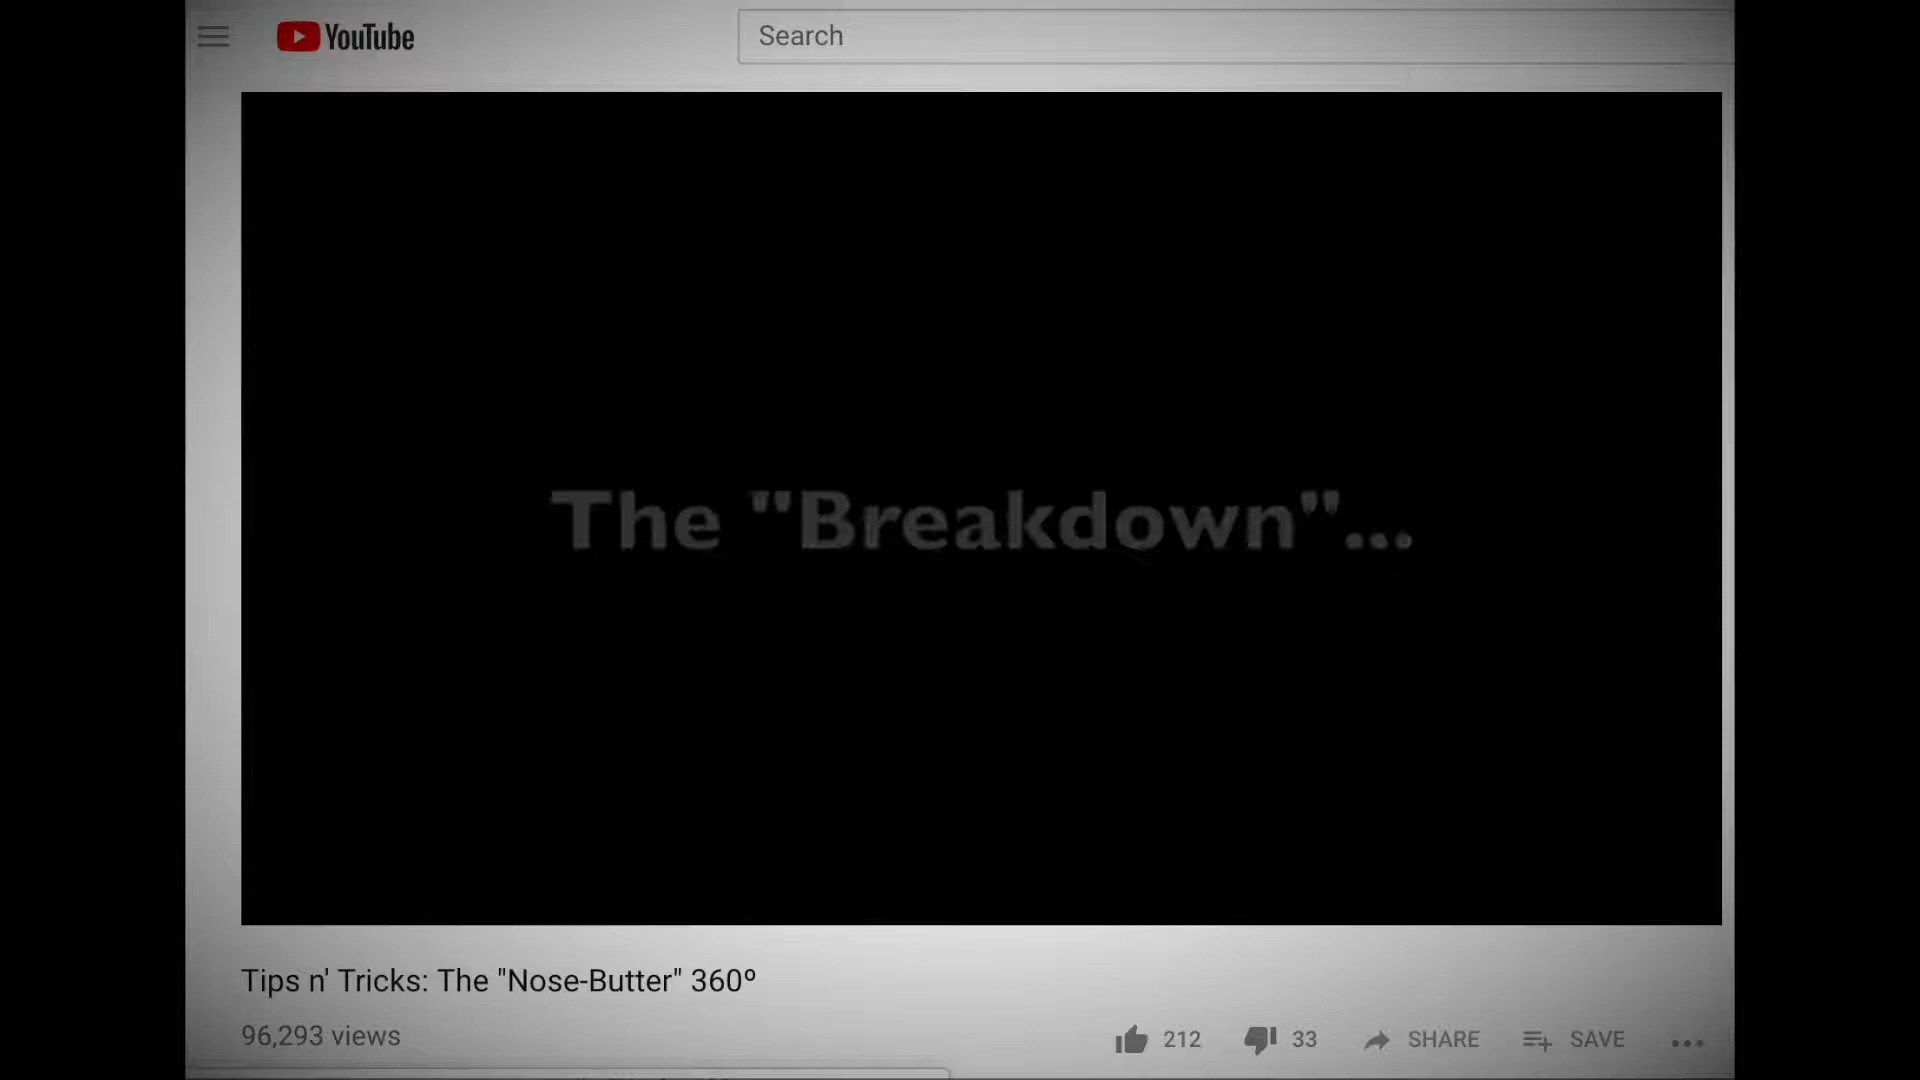 YouTube
Search
The "Breakdown"...
Tips n' Tricks: The "Nose-Butter" 360º
96,293 views
212
33
SHARE
SAVE